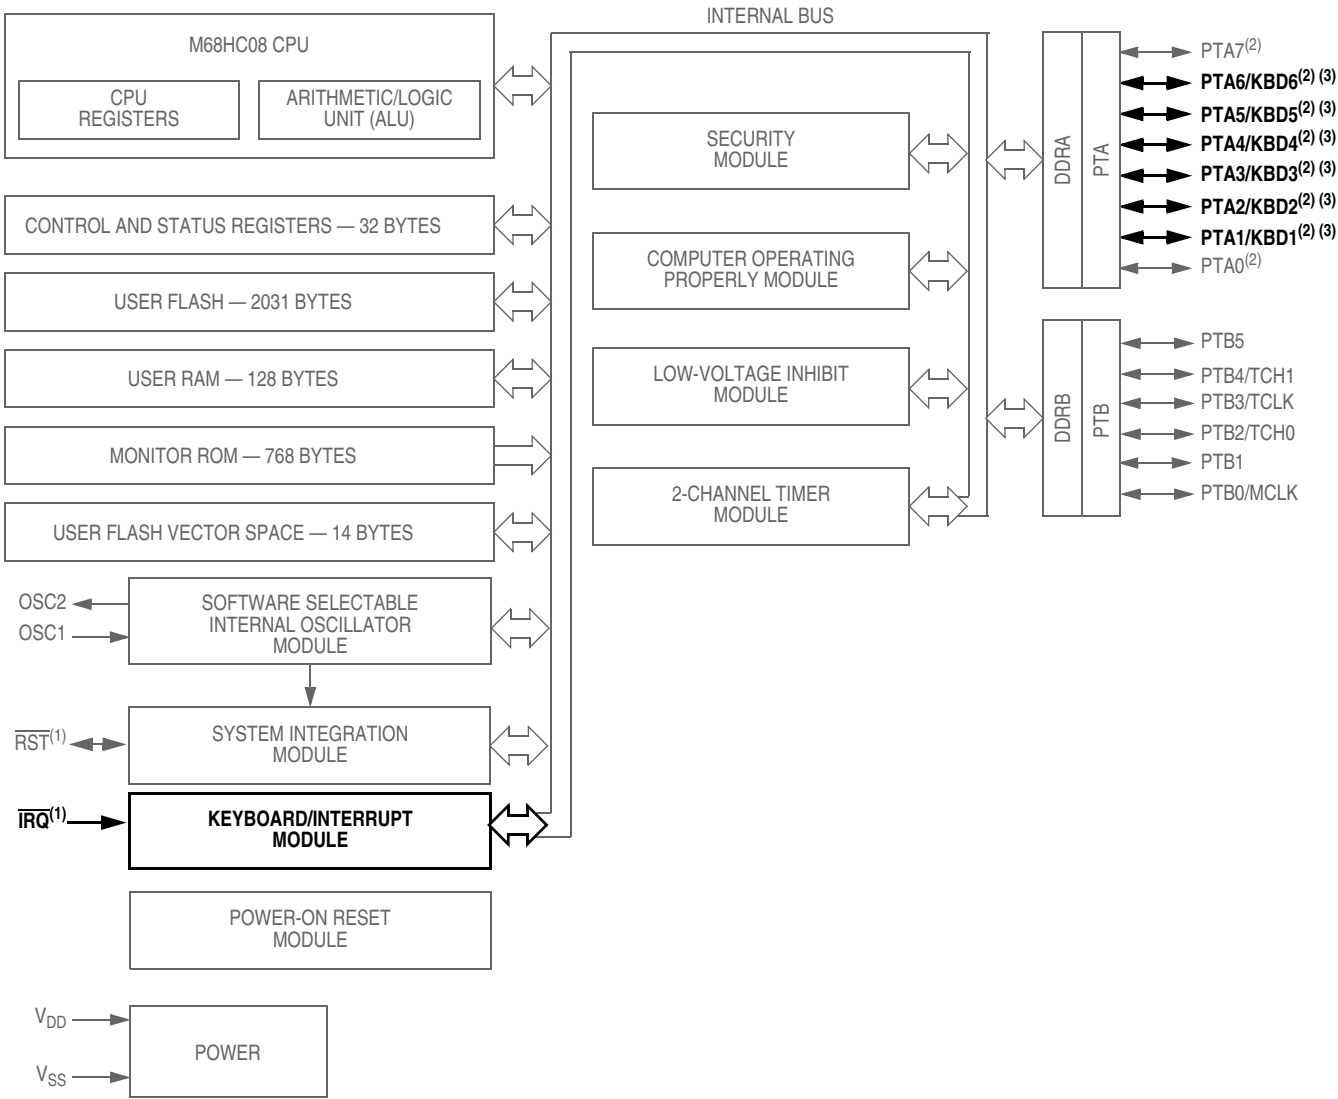 INTERNAL BUS
M68HC08 CPU
CPU
REGISTERS
ARITHMETIC/LOGIC
UNIT (ALU)
CONTROL AND STATUS REGISTERS — 32 BYTES
USER FLASH — 2031 BYTES
USER RAM — 128 BYTES
MONITOR ROM — 768 BYTES
USER FLASH VECTOR SPACE — 14 BYTES
OSC2
OSC1
SOFTWARE SELECTABLE
INTERNAL OSCILLATOR
MODULE
RST(1)
SYSTEM INTEGRATION
MODULE
IRQ(1)
KEYBOARD/INTERRUPT
MODULE
POWER-ON RESET
MODULE
VDD
VSS
POWER
SECURITY
MODULE
COMPUTER OPERATING
PROPERLY MODULE
LOW-VOLTAGE INHIBIT
MODULE
2-CHANNEL TIMER
MODULE
DDRA
PTA
PTA7(2)
PTA6/KBD6(2) (3)
PTA5/KBD5(2) (3)
PTA4/KBD4(2) (3)
PTA3/KBD3(2) (3)
PTA2/KBD2(2) (3)
PTA1/KBD1(2) (3)
PTA0(2)
DDRB
PTB
PTB5
PTB4/TCH1
PTB3/TCLK
PTB2/TCH0
PTB1
PTB0/MCLK